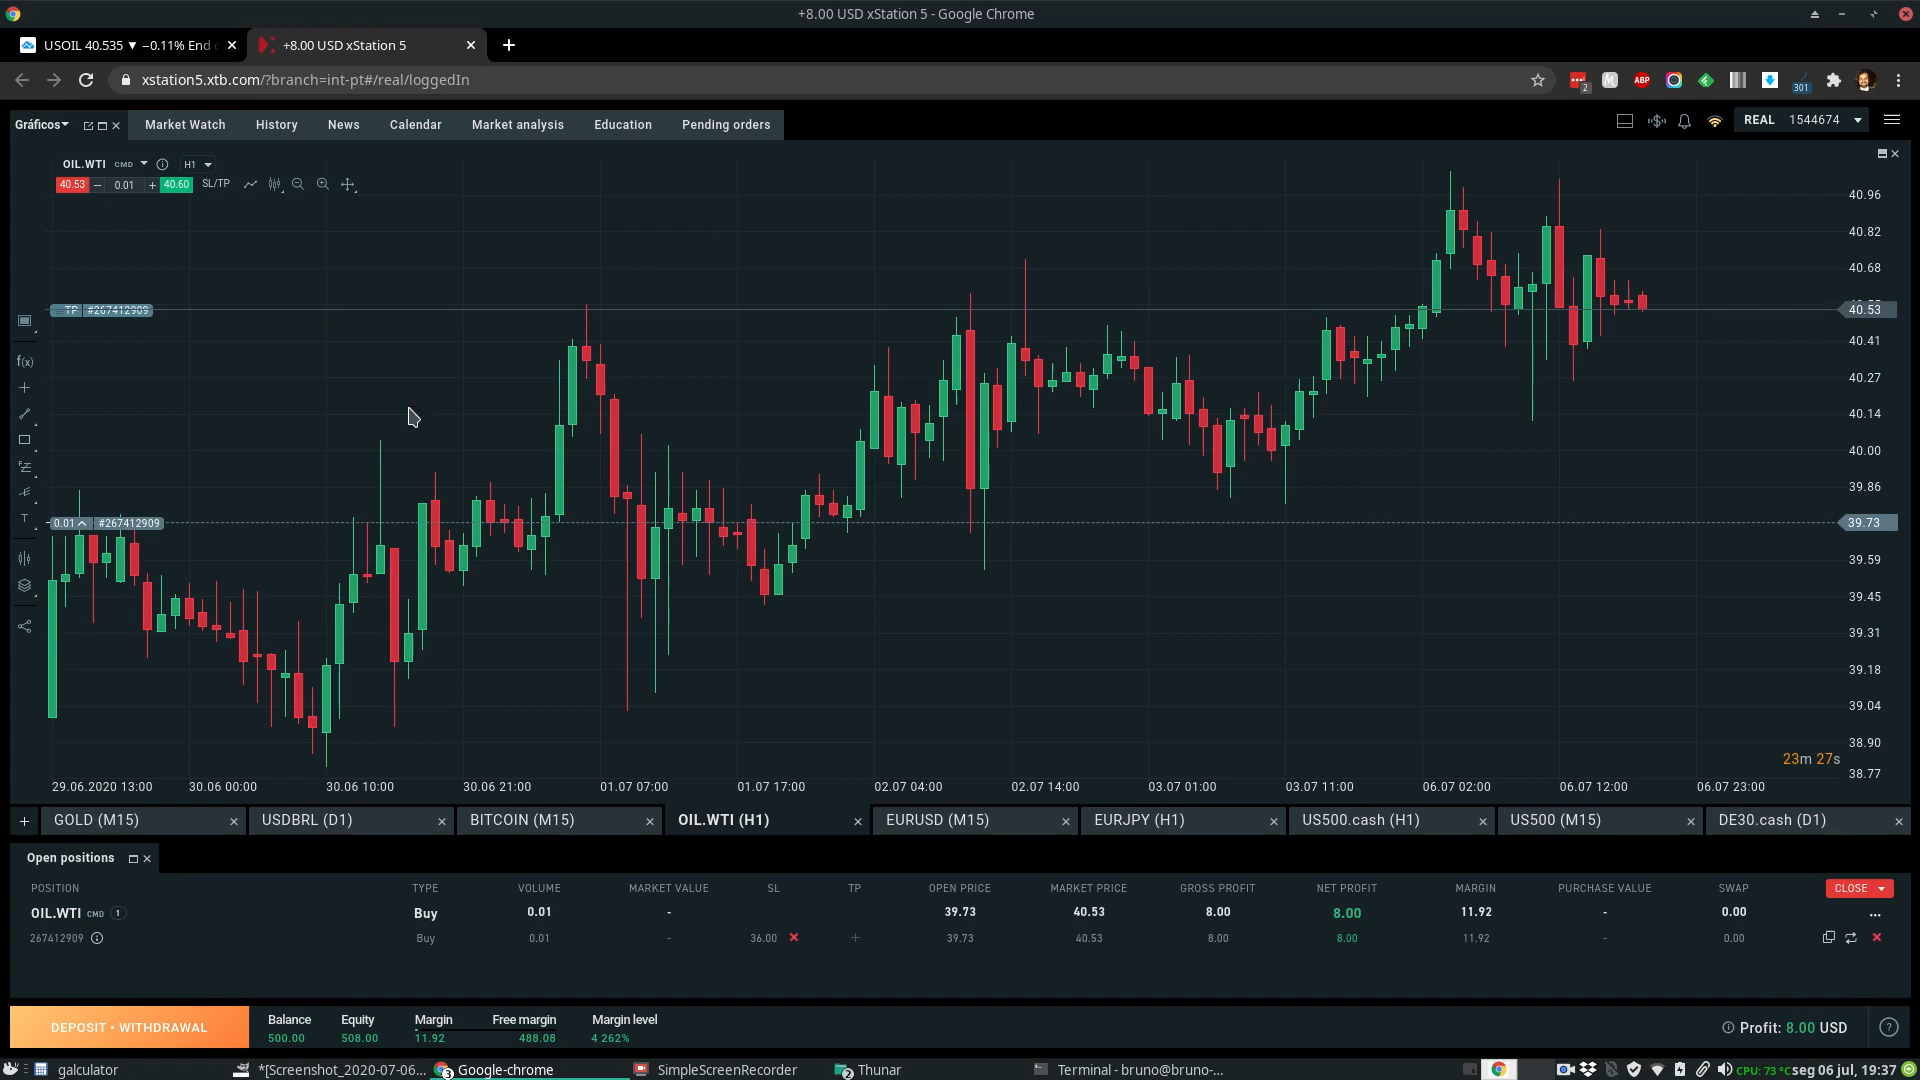 +8.00 USD xStation 5 - Google Chrome
USOIL 40.535 ▼ −0.11% End
+8.00 USD xStation 5
xstation5.xtb.com/?branch=int-pt#/real/loggedIn
2
M
ABP
301
Gráficos
Market Watch
History
News
Calendar
Market analysis
Education
Pending orders
REAL 1544674
OIL.WTI CMD
H1
40.53 − 0.01 + 40.60 SL/TP
40.96
40.82
40.68
TP #267412909
40.53
40.41
40.27
40.14
40.00
39.86
0.01 #267412909
39.73
39.59
39.45
39.31
39.18
39.04
38.90
38.77
f(x)
T
23m 27s
29.06.2020 13:00
30.06 00:00
30.06 10:00
30.06 21:00
01.07 07:00
01.07 17:00
02.07 04:00
02.07 14:00
03.07 01:00
03.07 11:00
06.07 02:00
06.07 12:00
06.07 23:00
GOLD (M15)
USDBRL (D1)
BITCOIN (M15)
OIL.WTI (H1)
EURUSD (M15)
EURJPY (H1)
US500.cash (H1)
US500 (M15)
DE30.cash (D1)
Open positions
POSITION TYPE VOLUME MARKET VALUE SL TP OPEN PRICE MARKET PRICE GROSS PROFIT NET PROFIT MARGIN PURCHASE VALUE SWAP CLOSE
OIL.WTI CMD 1 Buy 0.01 - 39.73 40.53 8.00 8.00 11.92 - 0.00 ...
267412909 Buy 0.01 - 36.00 39.73 40.53 8.00 8.00 11.92 - 0.00
DEPOSIT • WITHDRAWAL
Balance Equity Margin Free margin Margin level
500.00 508.00 11.92 488.08 4 262%
Profit: 8.00 USD
?
galculator
*[Screenshot_2020-07-06...
3
Google-chrome
SimpleScreenRecorder
2
Thunar
Terminal - bruno@bruno-...
CPU: 73 °C
seg 06 jul, 19:37